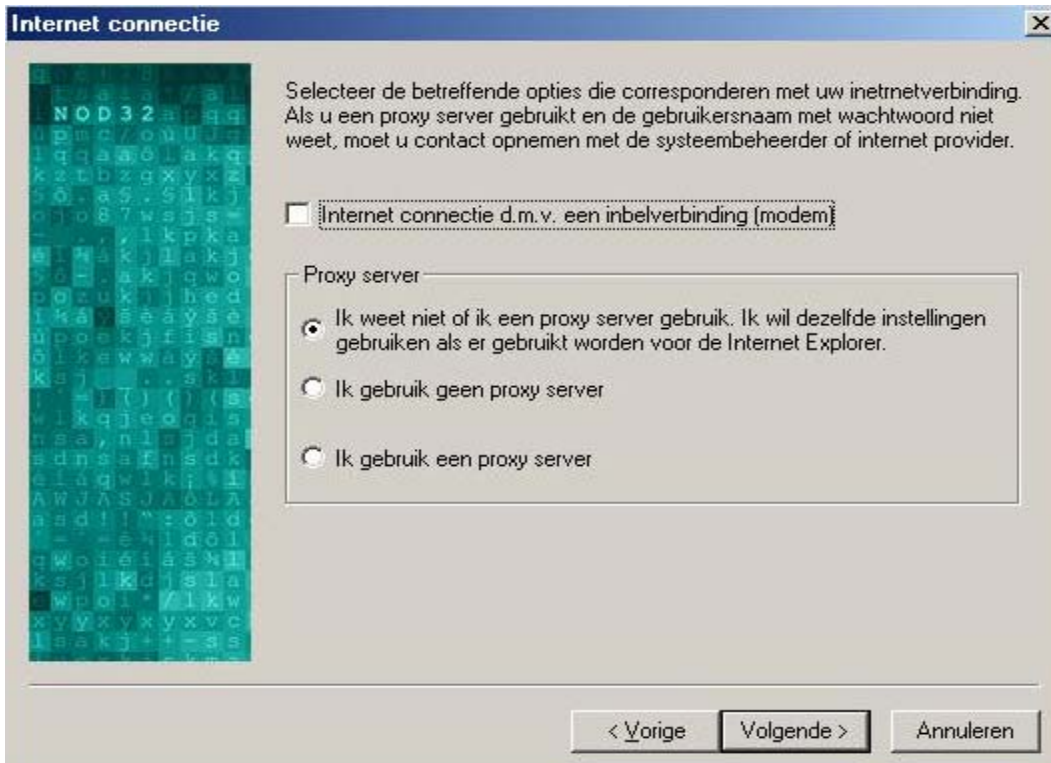 Internet connectie
NOD32
Selecteer de betreffende opties die corresponderen met uw inetrnetverbinding.
Als u een proxy server gebruikt en de gebruikersnaam met wachtwoord niet
weet, moet u contact opnemen met de systeembeheerder of internet provider.
Internet connectie d.m.v. een inbelverbinding (modem)
Proxy server
Ik weet niet of ik een proxy server gebruik. Ik wil dezelfde instellingen
gebruiken als er gebruikt worden voor de Internet Explorer.
Ik gebruik geen proxy server
Ik gebruik een proxy server
< Vorige
Volgende >
Annuleren